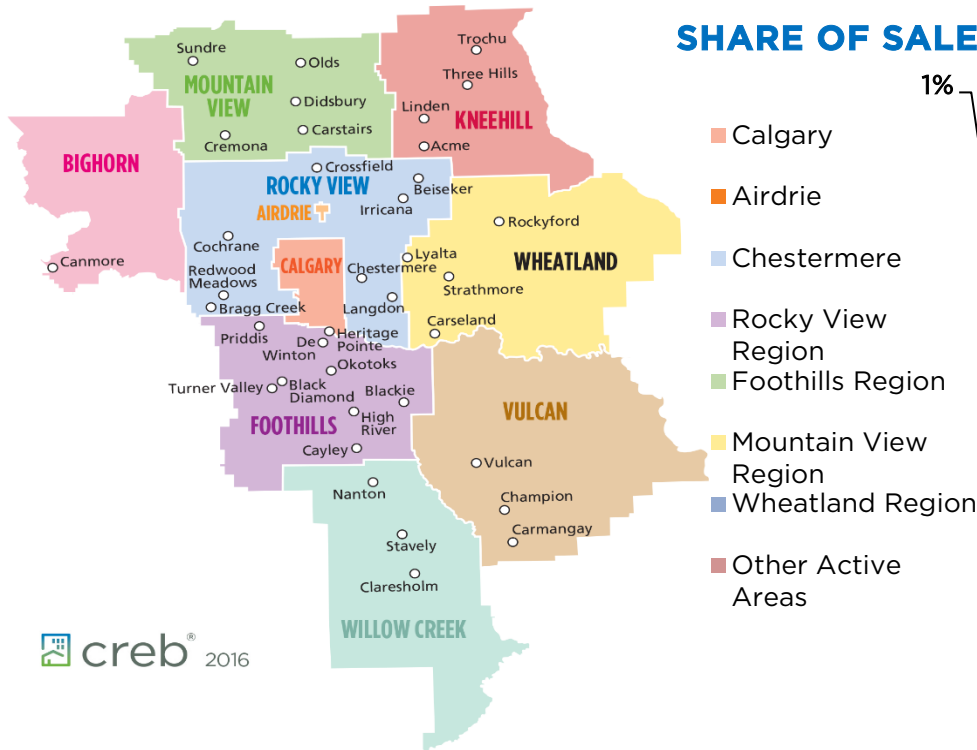 SHARE OF SALE
1%
Calgary
Airdrie
Chestermere
Rocky View
Region
Foothills Region
Mountain View
Region
Wheatland Region
Other Active
Areas
Sundre
Olds
MOUNTAIN
VIEW
Didsbury
Carstairs
Cremona
Trochu
Three Hills
Linden
KNEEHILL
Acme
BIGHORN
Canmore
Crossfield
ROCKY VIEW
Beiseker
Irricana
AIRDRIE
Cochrane
CALGARY
Redwood
Meadows
Bragg Creek
Chestermere
Langdon
Rockyford
Lyalta
WHEATLAND
Strathmore
Carseland
Priddis
Heritage
Pointe
De
Winton
Okotoks
Turner Valley
Black
Diamond
Blackie
High
River
FOOTHILLS
Cayley
VULCAN
Vulcan
Champion
Carmangay
Nanton
Stavely
Claresholm
WILLOW CREEK
creb® 2016